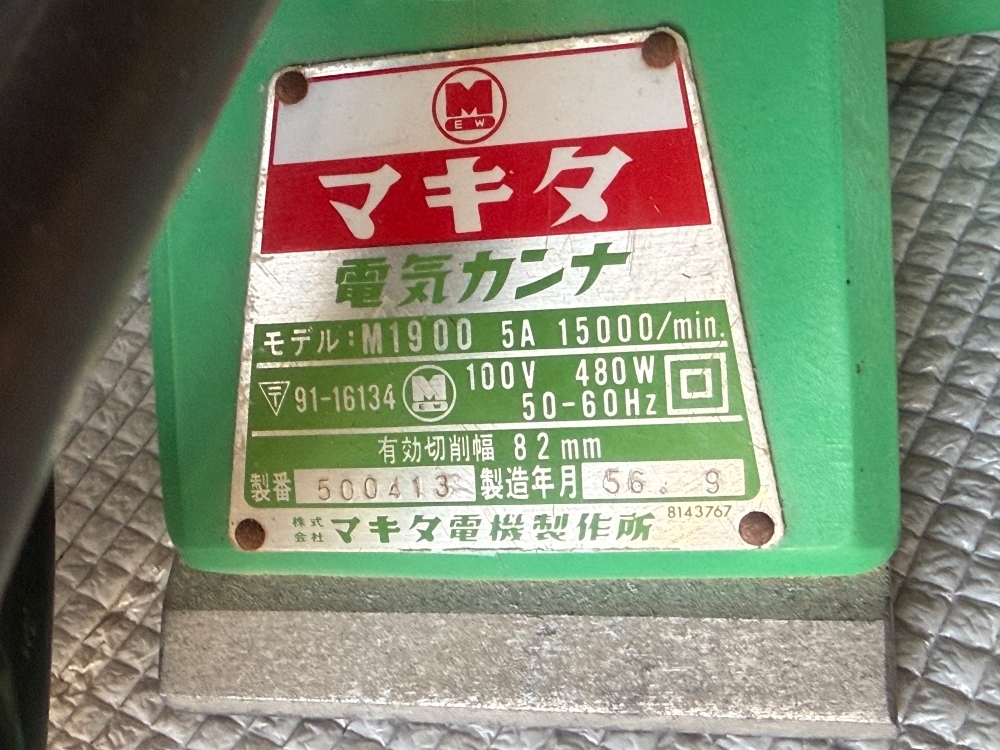 M
EW
マキタ
電気カンナ
モデル:M1900 5A 15000/min.
〒 91-16134 M EW 100V 480W
50-60Hz
有効切削幅 82mm
製番 500413 製造年月 56. 9
株式会社 マキタ電機製作所 8143767